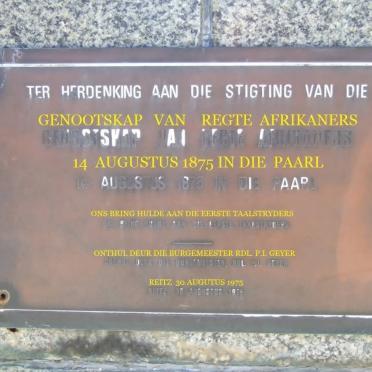 TER HERDENKING AAN DIE STIGTING VAN DIE
GENOOTSKAP VAN REGTE AFRIKANERS
14 AUGUSTUS 1875 IN DIE PAARL
ONS BRING HULDE AAN DIE EERSTE TAALSTRYDERS
ONTHUL DEUR DIE BURGEMEESTER RDL. P.I. GEYER
REITZ 30 AUGUTUS 1975